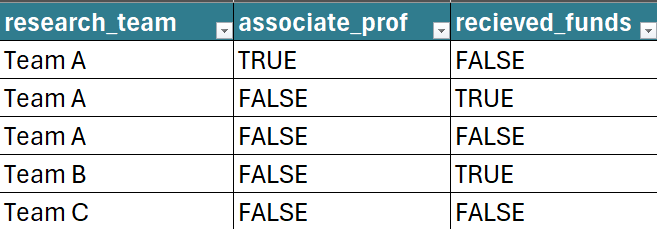 research_team associate_prof recieved_funds
Team A TRUE FALSE
Team A FALSE TRUE
Team A FALSE FALSE
Team B FALSE TRUE
Team C FALSE FALSE